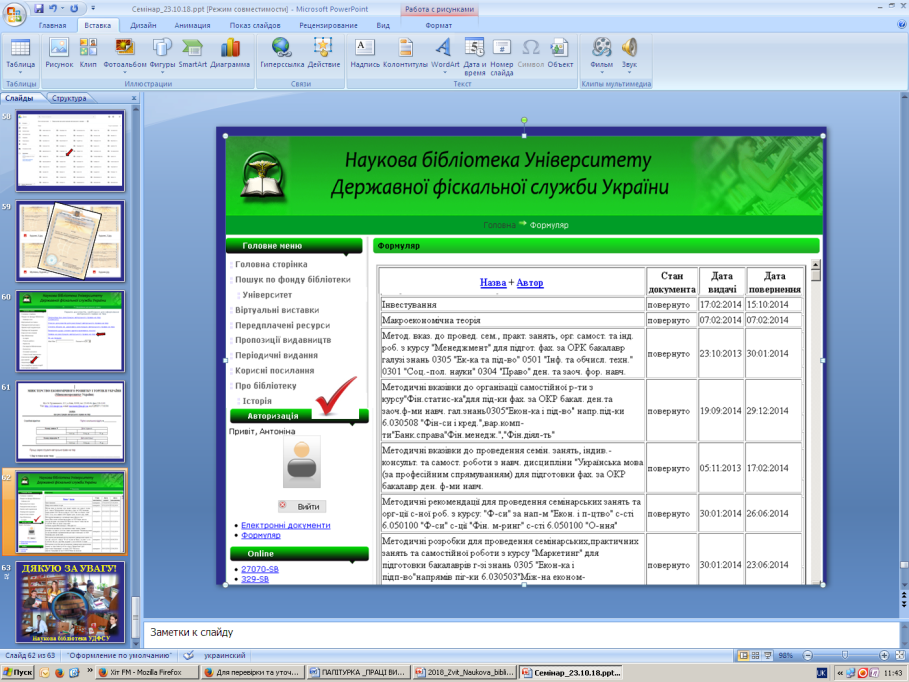 Семінар_23.10.18.ppt [Режим совместимости] - Microsoft PowerPoint
Работа с рисунками
Главная Вставка Дизайн Анимация Показ слайдов Рецензирование Вид Формат
Таблица Рисунок Клип Фотоальбом Фигуры SmartArt Диаграмма Гиперссылка Действие Надпись Колонтитулы WordArt Дата и время Номер слайда Символ Объект Фильм Звук
Таблицы Иллюстрации Связи Текст Клипы мультимедиа
Слайды Структура
58
59
60
61
62
63
ДЯКУЮ ЗА УВАГУ!
Наукова бібліотека УДФСУ
Наукова бібліотека Університету
Державної фіскальної служби України
Головна Формуляр
Головне меню
Головна сторінка
Пошук по фонду бібліотеки
Університет
Віртуальні виставки
Передплачені ресурси
Пропозиції видавництв
Періодичні видання
Корисні посилання
Про бібліотеку
Історія
Авторизація
Привіт, Антоніна
Вийти
Електронні документи
Формуляр
Online
27070-SB
329-SB
Формуляр
Назва + Автор Стан документа Дата видачі Дата повернення
Інвестування повернуто 17:02:2014 15:10:2014
Макроекономічна теорія повернуто 07:02:2014 07:02:2014
Метод. вказ. до провед. сем., практ. занять, орг. самост. та інд.
роб. з курсу "Менеджмент" для підгот. фах. за ОРК бакалавр
галузі знань 0305 "Ек-ка та під-во" 0501 "Інф. та обчисл. техн."
0301 "Соц.-пол. науки" 0304 "Право" ден. та заоч. фор. навч.
повернуто 23:10:2013 30:01:2014
Методичні вказівки до організації самостійної р-ти з
курсу"Фін.статис-ка"для під-ки фах. за ОКР бакал. ден.та
заоч.ф-ми навч. гал.знань0305"Екон-ка і під-во" напр.під-ки
6.030508 "Фін-си і кред.",вар.комп-
ти"Банк.справа"Фін.менедж.","Фін.діял-ть"
повернуто 19:09:2014 29:12:2014
Методичні вказівки до проведення семін. занять, індив.-
консульт. та самост. роботи з навч. дисципліни "Українська мова
(за професійним спрямуванням) для підготовки фах. за ОКР
бакалавр ден. ф-ми навч.
повернуто 05:11:2013 17:02:2014
Методичні рекомендації для проведення семінарських занять та
орг-ції с-ної роб. з курсу. "Ф-си" за нап-м "Екон. і п-цтво" с-сті
6.050100 "Ф-си" с-ції "Фін. м-ринг" с-сті 6.050100 "О-ння"
повернуто 30:01:2014 26:06:2014
Методичні розробки для проведення семінарських,практичних
занять та самостійної роботи з курсу "Маркетинг" для
підготовки бакалаврів г-зі знань 0305 "Екон-ка і
підп-во"напрямів пїг-ки 6.030503"Між-на економ-
повернуто 30:01:2014 23:06:2014
Заметки к слайду
Слайд 62 из 63 "Оформление по умолчанию" украинский 98%
Пуск Хіт FM - Mozilla Firefox Для перевірки та уточ... ПАПІТУРКА _ПРАЦІ ВИ... 2018_Zvit_Naukova_bibl... Семінар_23.10.18.ppt... UK 11:43